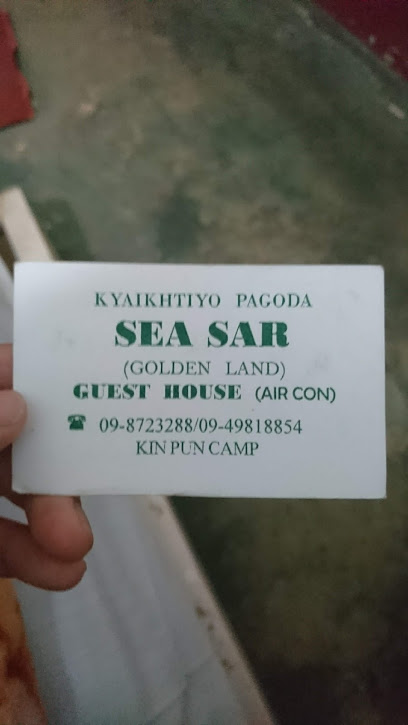 KYAIKHTIYO PAGODA
SEA SAR
(GOLDEN LAND)
GUEST HOUSE (AIR CON)
☎ 09-8723288/09-49818854
KIN PUN CAMP